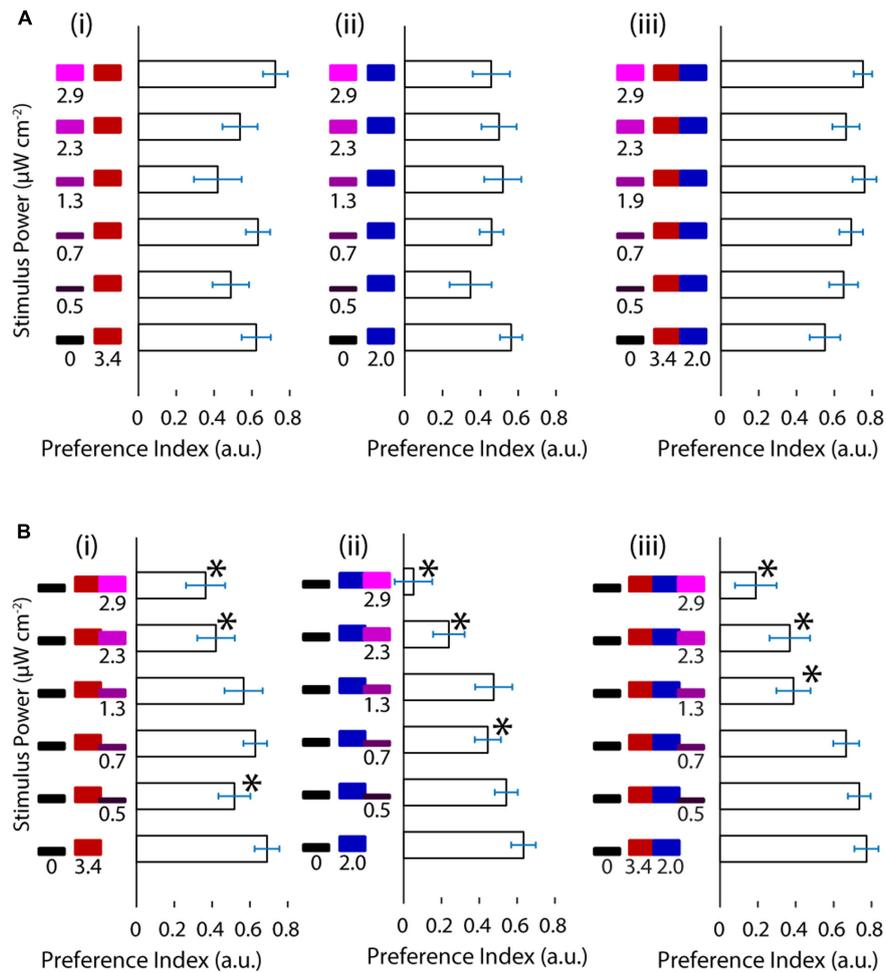 A
(i) (ii) (iii)
Stimulus Power (μW cm-2)
2.9 2.9 2.9
2.3 2.3 2.3
1.3 1.3 1.9
0.7 0.7 0.7
0.5 0.5 0.5
0 3.4 0 2.0 0 3.4 2.0
0 0.2 0.4 0.6 0.8 0 0.2 0.4 0.6 0.8 0 0.2 0.4 0.6 0.8
Preference Index (a.u.) Preference Index (a.u.) Preference Index (a.u.)
B
(i) (ii) (iii)
Stimulus Power (μW cm-2)
* * *
2.9 2.9 2.9
* * *
2.3 2.3 2.3
*
1.3 1.3 1.3
*
0.7 0.7 0.7
*
0.5 0.5 0.5
0 3.4 0 2.0 0 3.4 2.0
0 0.2 0.4 0.6 0.8 0 0.2 0.4 0.6 0.8 0 0.2 0.4 0.6 0.8
Preference Index (a.u.) Preference Index (a.u.) Preference Index (a.u.)